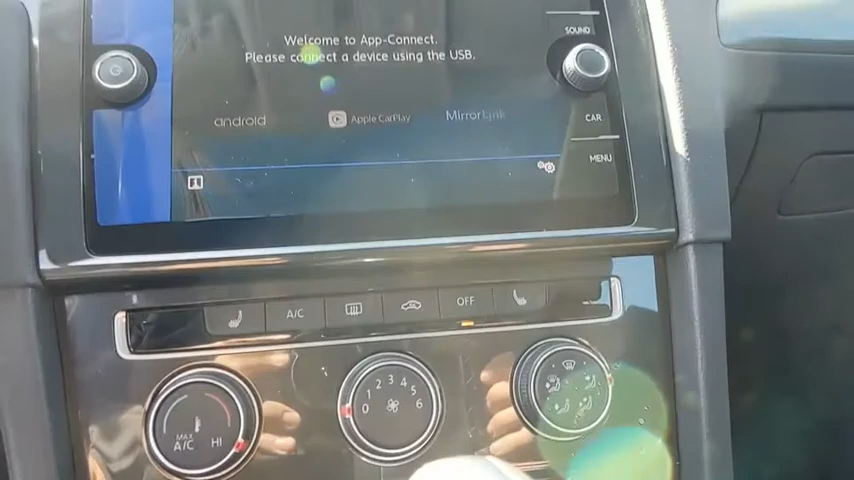 SOUND
Welcome to App-Connect.
Please connect a device using the USB.
android
Apple CarPlay
MirrorLink
CAR
MENU
A/C
OFF
MAX
A/C
HI
0 1 2 3 4 5 6